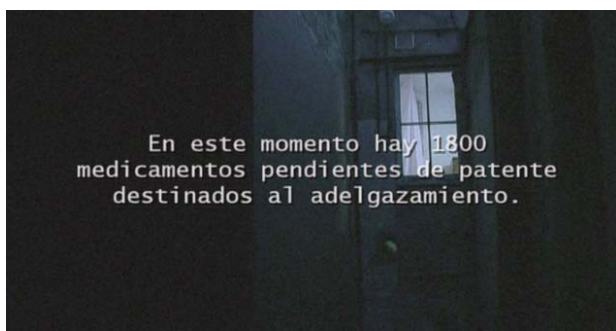 En este momento hay 1800
medicamentos pendientes de patente
destinados al adelgazamiento.